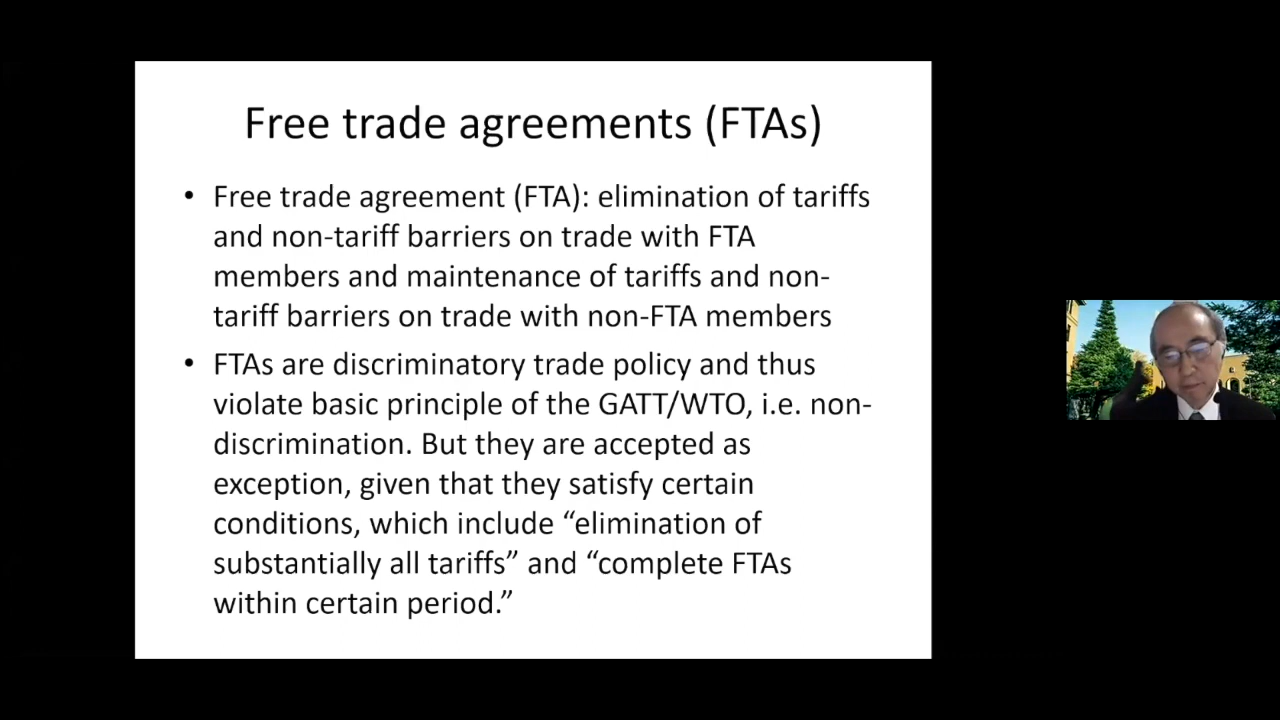 Free trade agreements (FTAs)
• Free trade agreement (FTA): elimination of tariffs
and non-tariff barriers on trade with FTA
members and maintenance of tariffs and non-
tariff barriers on trade with non-FTA members
• FTAs are discriminatory trade policy and thus
violate basic principle of the GATT/WTO, i.e. non-
discrimination. But they are accepted as
exception, given that they satisfy certain
conditions, which include “elimination of
substantially all tariffs” and “complete FTAs
within certain period.”